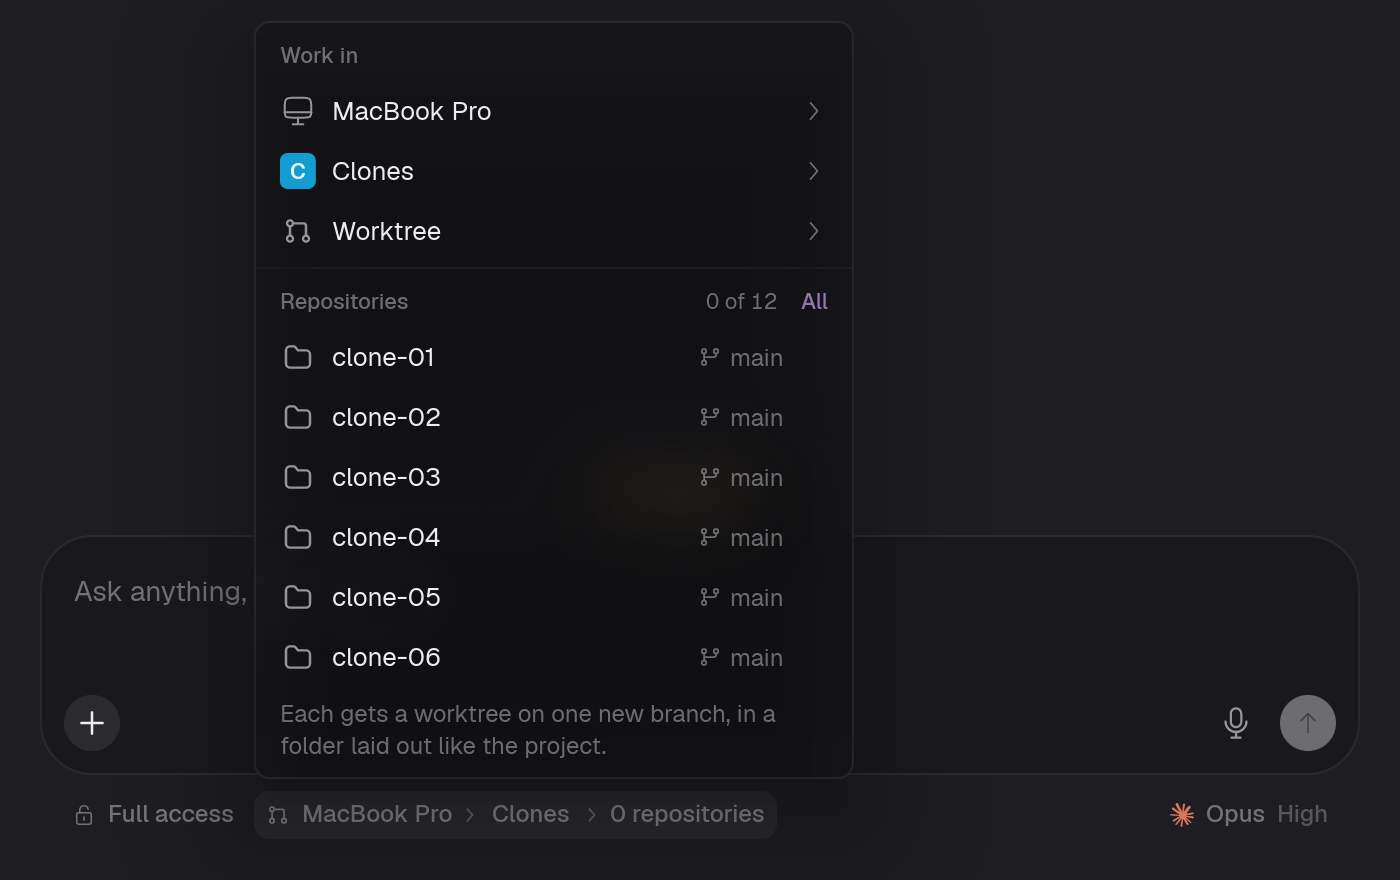 Work in
MacBook Pro
C Clones
Worktree
Repositories 0 of 12 All
clone-01 main
clone-02 main
clone-03 main
clone-04 main
clone-05 main
clone-06 main
Ask anything,
Each gets a worktree on one new branch, in a
folder laid out like the project.
Full access MacBook Pro > Clones > 0 repositories Opus High